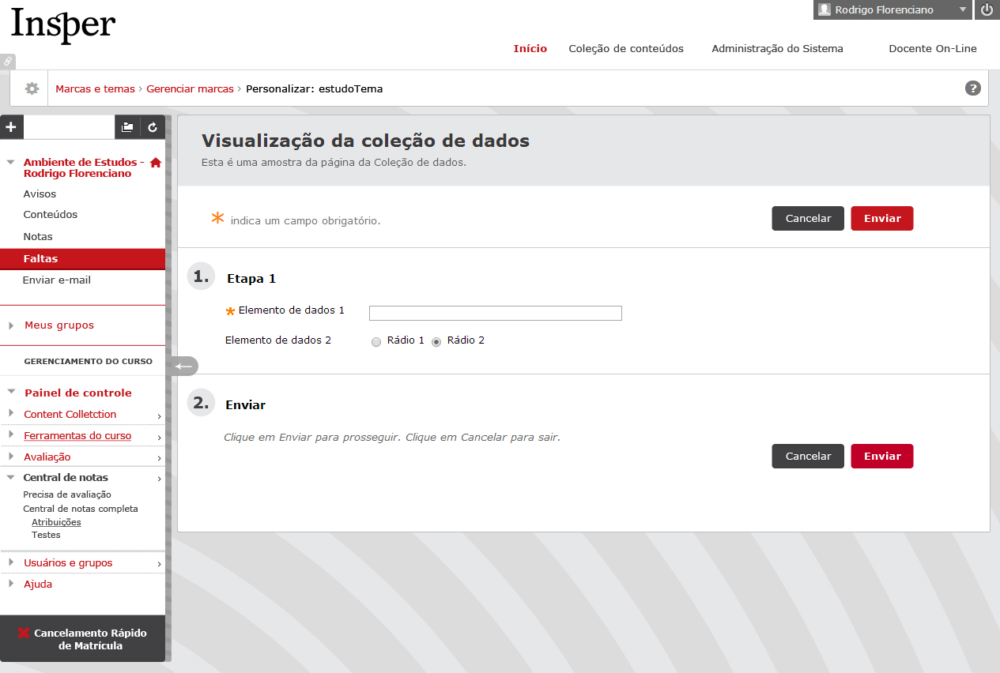 Insper
Rodrigo Florenciano
Início Coleção de conteúdos Administração do Sistema Docente On-Line
Marcas e temas › Gerenciar marcas › Personalizar: estudoTema
?
Ambiente de Estudos -
Rodrigo Florenciano
Avisos
Conteúdos
Notas
Faltas
Enviar e-mail
Meus grupos
GERENCIAMENTO DO CURSO
Painel de controle
Content Colletction
Ferramentas do curso
Avaliação
Central de notas
Precisa de avaliação
Central de notas completa
Atribuições
Testes
Usuários e grupos
Ajuda
Cancelamento Rápido
de Matrícula
Visualização da coleção de dados
Esta é uma amostra da página da Coleção de dados.
* indica um campo obrigatório.
Cancelar Enviar
1. Etapa 1
* Elemento de dados 1
Elemento de dados 2 Rádio 1 Rádio 2
2. Enviar
Clique em Enviar para prosseguir. Clique em Cancelar para sair.
Cancelar Enviar